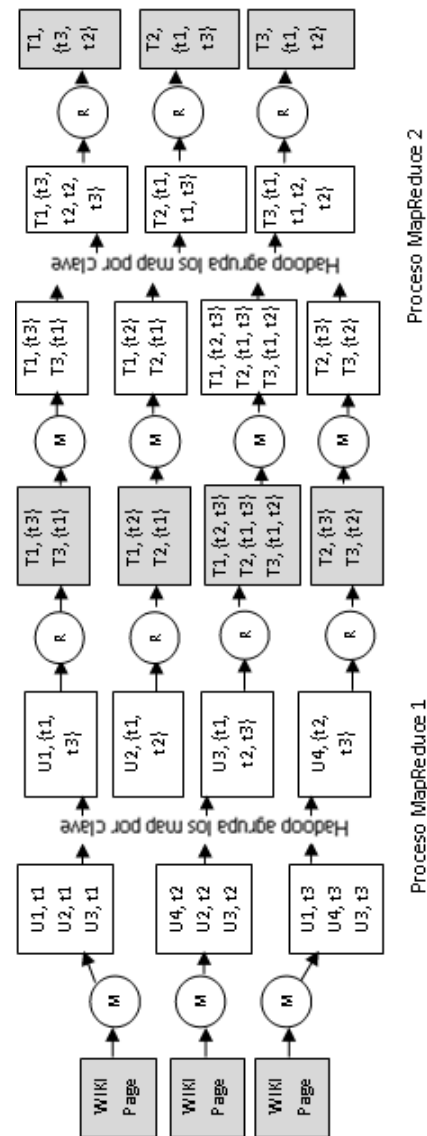 WIKI
Page
WIKI
Page
WIKI
Page
M
M
M
U1, t1
U2, t1
U3, t1
U4, t2
U2, t2
U3, t2
U1, t3
U4, t3
U3, t3
Hadoop agrupa los map por clave
U1, {t1,
t3}
U2, {t1,
t2}
U3, {t1,
t2, t3}
U4, {t2,
t3}
R
R
R
R
T1, {t3}
T3, {t1}
T1, {t2}
T2, {t1}
T1, {t2, t3}
T2, {t1, t3}
T3, {t1, t2}
T2, {t3}
T3, {t2}
M
M
M
M
T1, {t3}
T3, {t1}
T1, {t2}
T2, {t1}
T1, {t2, t3}
T2, {t1, t3}
T3, {t1, t2}
T2, {t3}
T3, {t2}
Hadoop agrupa los map por clave
T1, {t3,
t2, t2,
t3}
T2, {t1,
t1, t3}
T3, {t1,
t1, t2,
t2}
R
R
R
T1,
{t3,
t2}
T2,
{t1,
t3}
T3,
{t1,
t2}
Proceso MapReduce 1
Proceso MapReduce 2